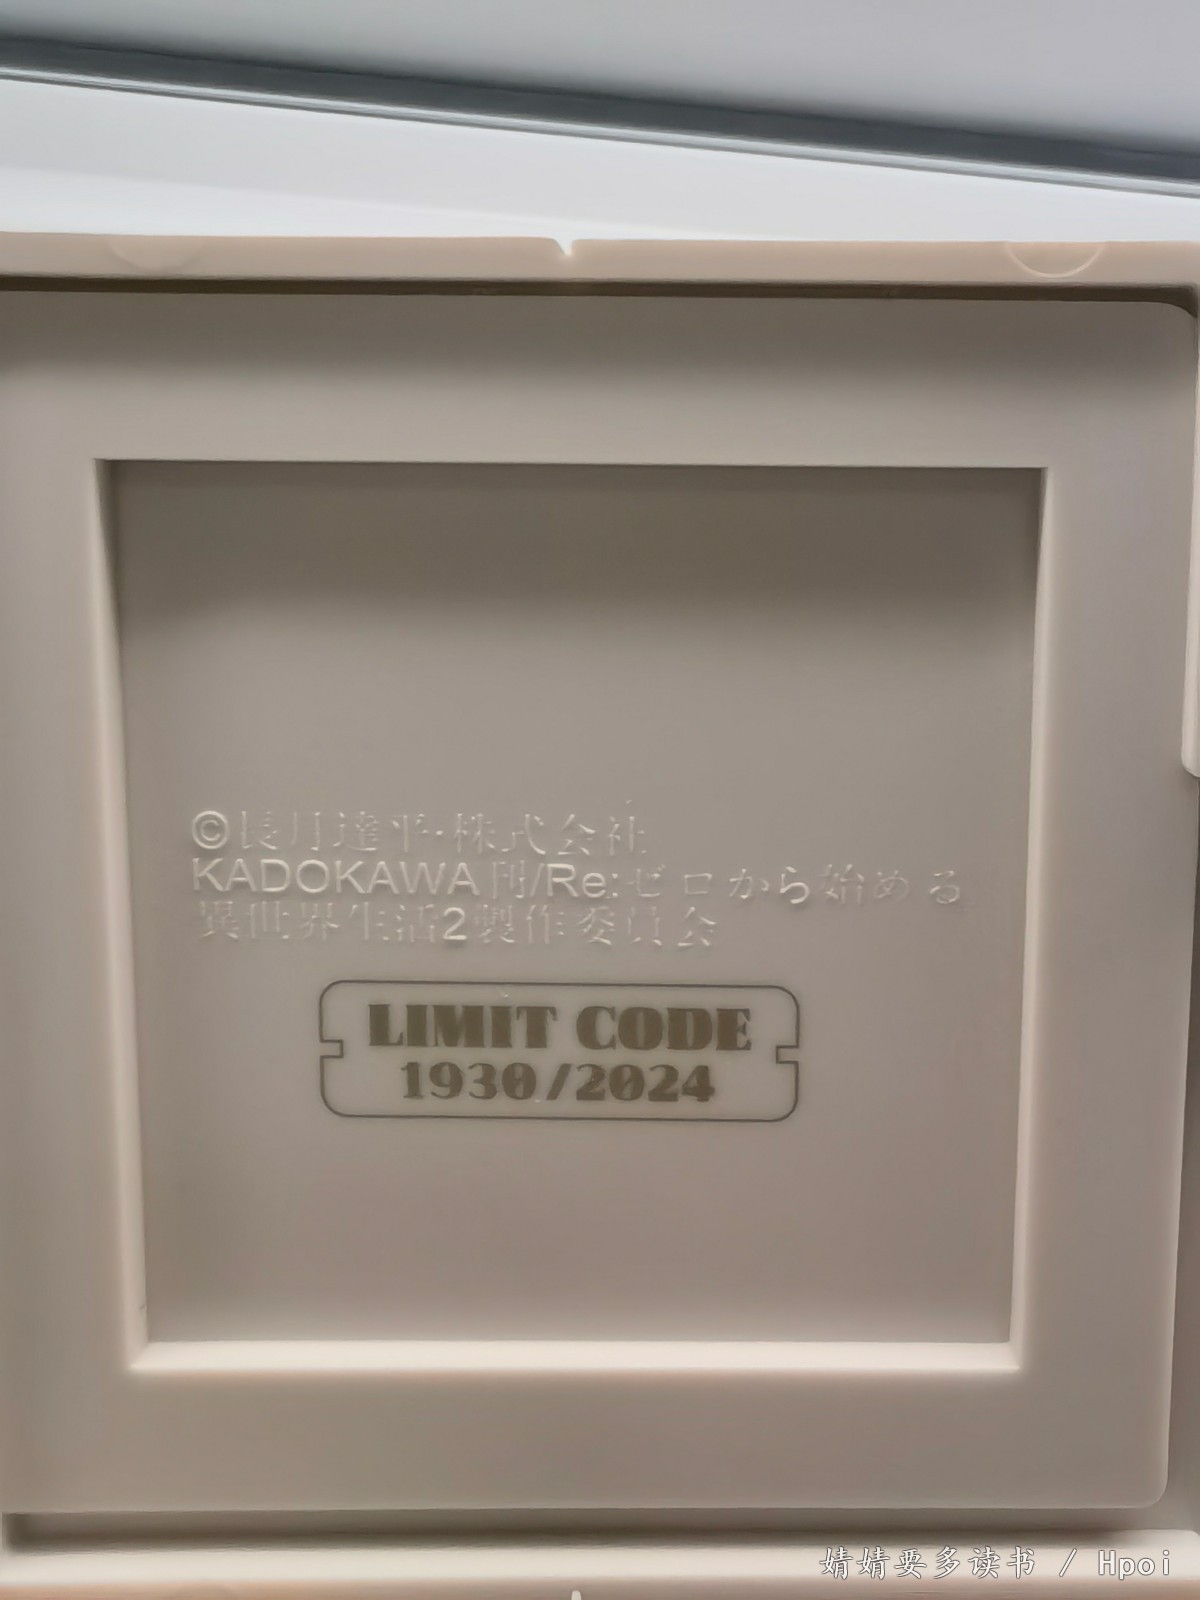 ©長月達平·株式会社
KADOKAWA刊/Re:ゼロから始める
異世界生活2製作委員会
LIMIT CODE
1930/2024
婧婧要多读书 / Hpoi